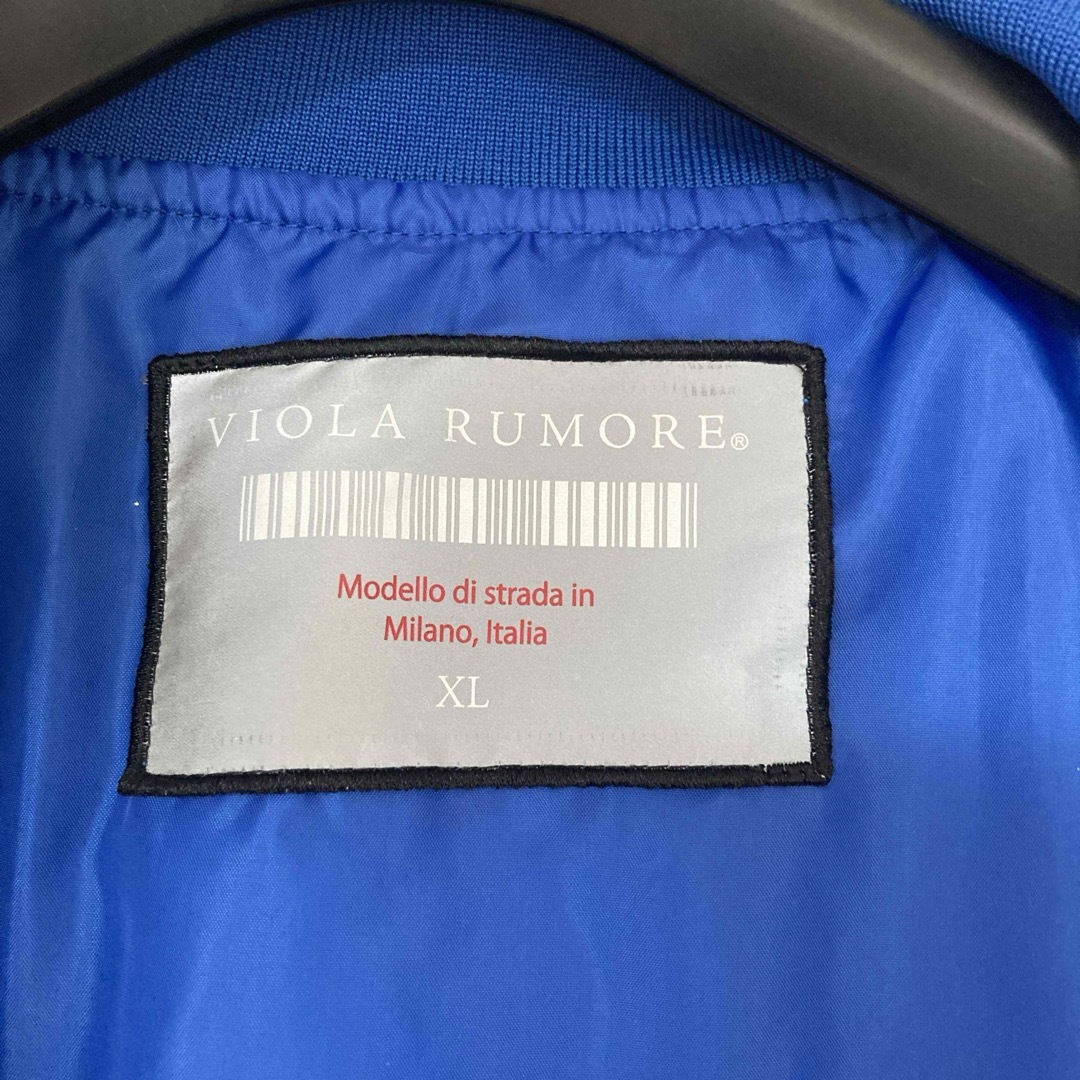 VIOLA RUMORE®
Modello di strada in
Milano, Italia
XL